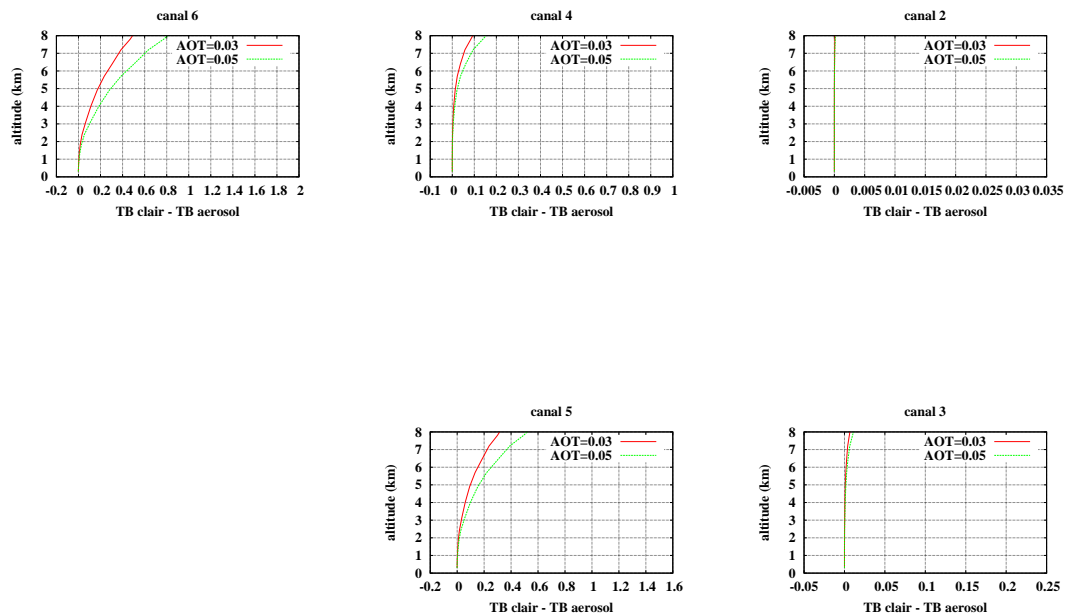 canal 6
8
7
6
5
4
3
2
1
0
altitude (km)
AOT=0.03
AOT=0.05
-0.2 0 0.2 0.4 0.6 0.8 1 1.2 1.4 1.6 1.8 2
TB clair - TB aerosol
canal 4
8
7
6
5
4
3
2
1
0
altitude (km)
AOT=0.03
AOT=0.05
-0.1 0 0.1 0.2 0.3 0.4 0.5 0.6 0.7 0.8 0.9 1
TB clair - TB aerosol
canal 2
8
7
6
5
4
3
2
1
0
altitude (km)
AOT=0.03
AOT=0.05
-0.005 0 0.005 0.01 0.015 0.02 0.025 0.03 0.035
TB clair - TB aerosol
canal 5
8
7
6
5
4
3
2
1
0
altitude (km)
AOT=0.03
AOT=0.05
-0.2 0 0.2 0.4 0.6 0.8 1 1.2 1.4 1.6
TB clair - TB aerosol
canal 3
8
7
6
5
4
3
2
1
0
altitude (km)
AOT=0.03
AOT=0.05
-0.05 0 0.05 0.1 0.15 0.2 0.25
TB clair - TB aerosol